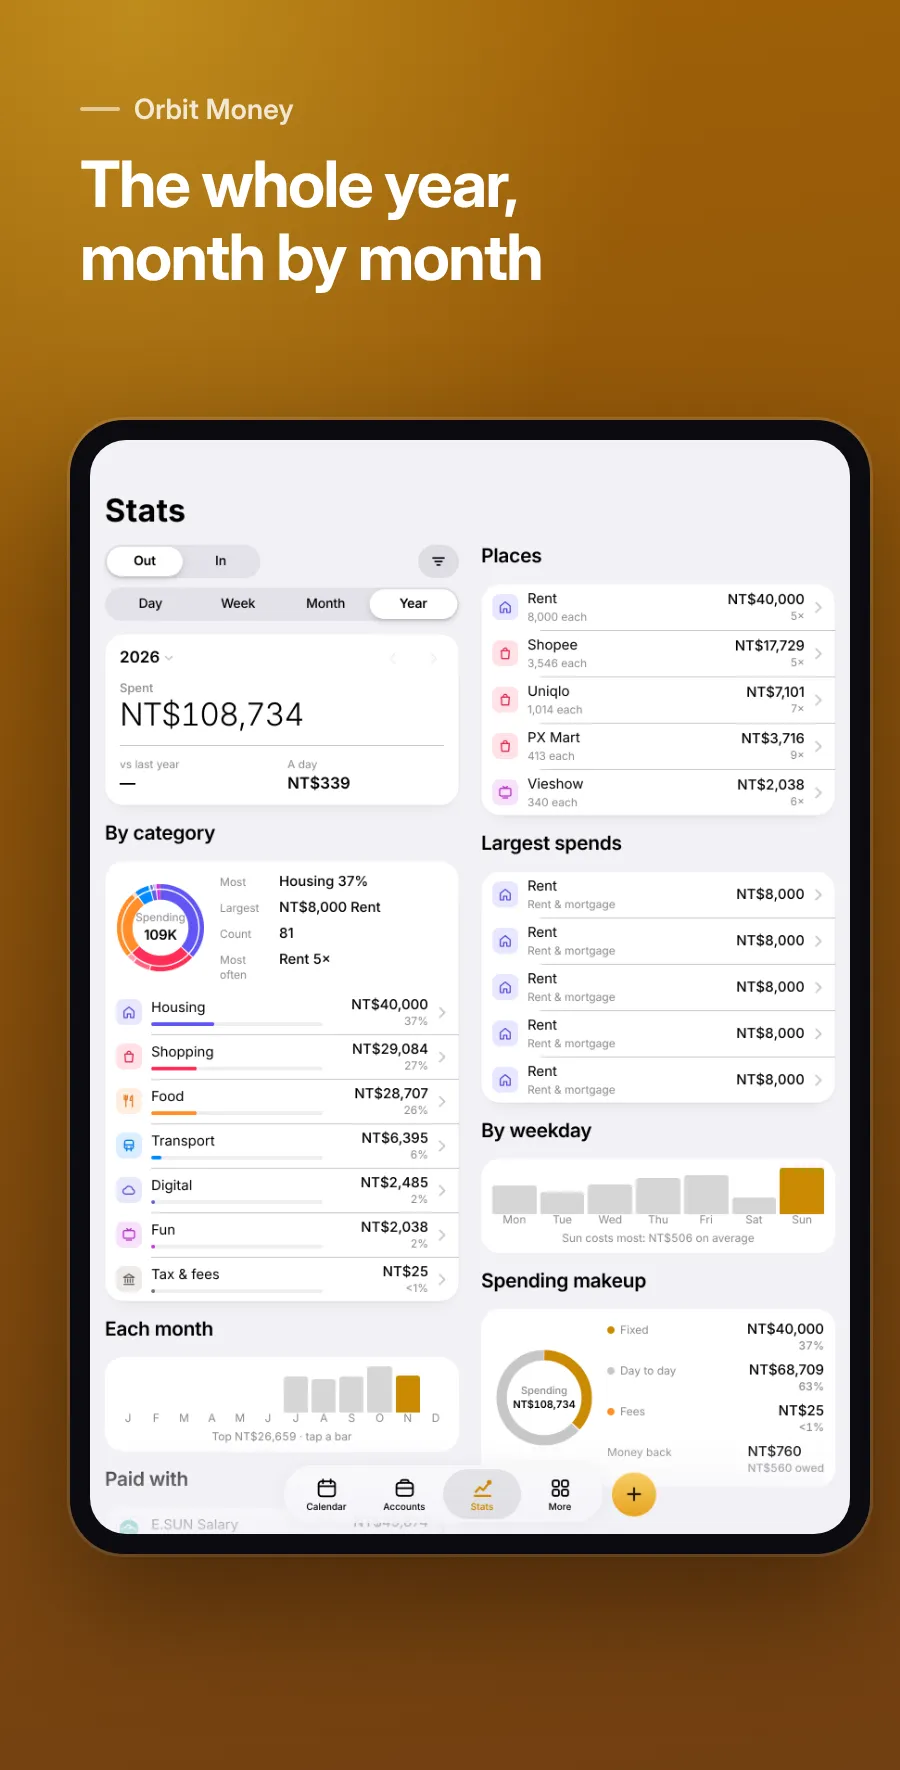 Orbit Money
The whole year,
month by month
Stats
Out
In
Day
Week
Month
Year
2026
Spent
NT$108,734
vs last year
—
A day
NT$339
By category
Spending
109K
Most
Housing 37%
Largest
NT$8,000 Rent
Count
81
Most often
Rent 5×
Housing
NT$40,000
37%
Shopping
NT$29,084
27%
Food
NT$28,707
26%
Transport
NT$6,395
6%
Digital
NT$2,485
2%
Fun
NT$2,038
2%
Tax & fees
NT$25
<1%
Each month
J F M A M J J A S O N D
Top NT$26,659 · tap a bar
Paid with
E.SUN Salary
Places
Rent
NT$40,000
8,000 each
5×
Shopee
NT$17,729
3,546 each
5×
Uniqlo
NT$7,101
1,014 each
7×
PX Mart
NT$3,716
413 each
9×
Vieshow
NT$2,038
340 each
6×
Largest spends
Rent
Rent & mortgage
NT$8,000
Rent
Rent & mortgage
NT$8,000
Rent
Rent & mortgage
NT$8,000
Rent
Rent & mortgage
NT$8,000
Rent
Rent & mortgage
NT$8,000
By weekday
Mon Tue Wed Thu Fri Sat Sun
Sun costs most: NT$506 on average
Spending makeup
Spending
NT$108,734
Fixed
NT$40,000
37%
Day to day
NT$68,709
63%
Fees
NT$25
<1%
Money back
NT$760
NT$560 owed
Calendar
Accounts
Stats
More